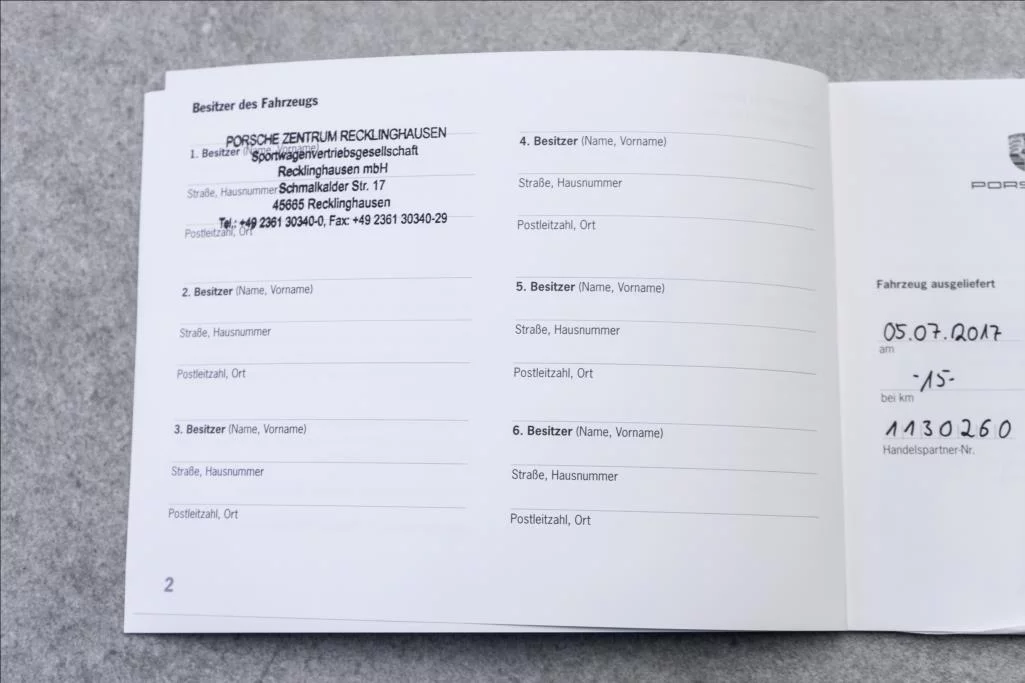 Besitzer des Fahrzeugs
PORSCHE ZENTRUM RECKLINGHAUSEN
1. Besitzer (Name, Vorname)
Sportwagenvertriebsgesellschaft
Recklinghausen mbH
Straße, Hausnummer
Schmalkalder Str. 17
45665 Recklinghausen
Tel.: +49 2361 30340-0, Fax: +49 2361 30340-29
Postleitzahl, Ort
2. Besitzer (Name, Vorname)
Straße, Hausnummer
Postleitzahl, Ort
3. Besitzer (Name, Vorname)
Straße, Hausnummer
Postleitzahl, Ort
2
4. Besitzer (Name, Vorname)
Straße, Hausnummer
Postleitzahl, Ort
5. Besitzer (Name, Vorname)
Straße, Hausnummer
Postleitzahl, Ort
6. Besitzer (Name, Vorname)
Straße, Hausnummer
Postleitzahl, Ort
PORS
Fahrzeug ausgeliefert
05.07.2017
am
-15-
bei km
1130260
Handelspartner-Nr.